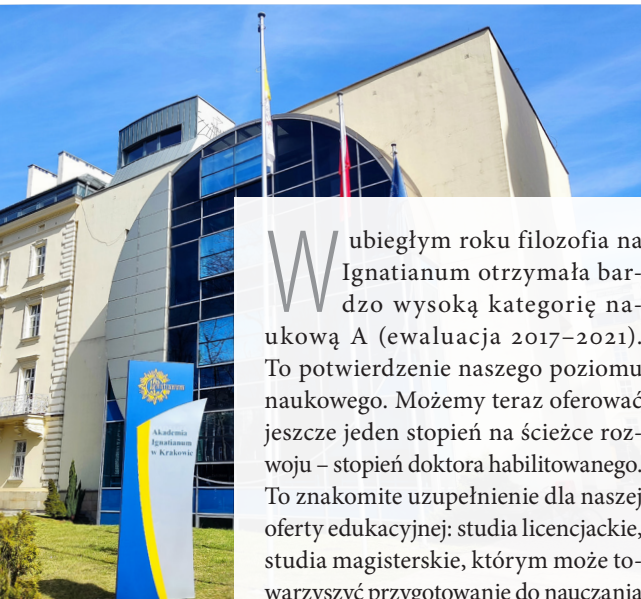 Ignatianum
Akademia
Ignatianum
w Krakowie
W ubiegłym roku filozofia na
Ignatianum otrzymała bar-
dzo wysoką kategorię na-
ukową A (ewaluacja 2017–2021).
To potwierdzenie naszego poziomu
naukowego. Możemy teraz oferować
jeszcze jeden stopień na ścieżce roz-
woju – stopień doktora habilitowanego.
To znakomite uzupełnienie dla naszej
oferty edukacyjnej: studia licencjackie,
studia magisterskie, którym może to-
warzyszyć przygotowanie do nauczania